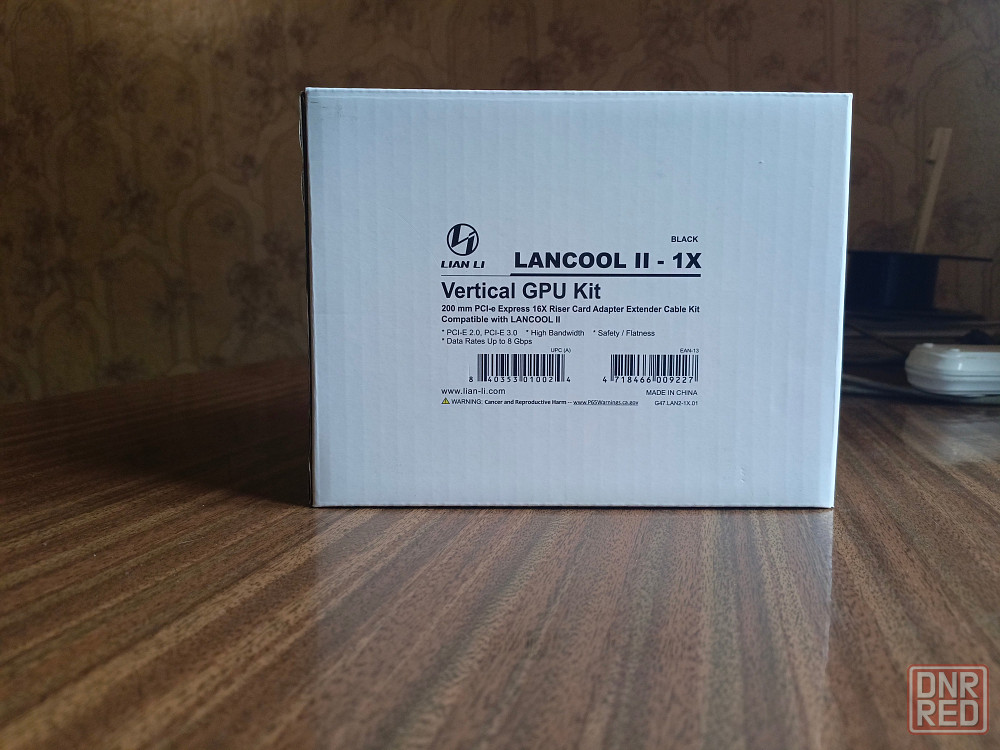 BLACK
LIAN LI
LANCOOL II - 1X
Vertical GPU Kit
200 mm PCI-e Express 16X Riser Card Adapter Extender Cable Kit
Compatible with LANCOOL II
* PCI-E 2.0, PCI-E 3.0 * High Bandwidth * Safety / Flatness
* Data Rates Up to 8 Gbps
UPC (A) EAN-13
8 40353 01002 4 4 718466 009227
www.lian-li.com MADE IN CHINA
WARNING: Cancer and Reproductive Harm -- www.P65Warnings.ca.gov G47.LAN2-1X.01
DNR
RED